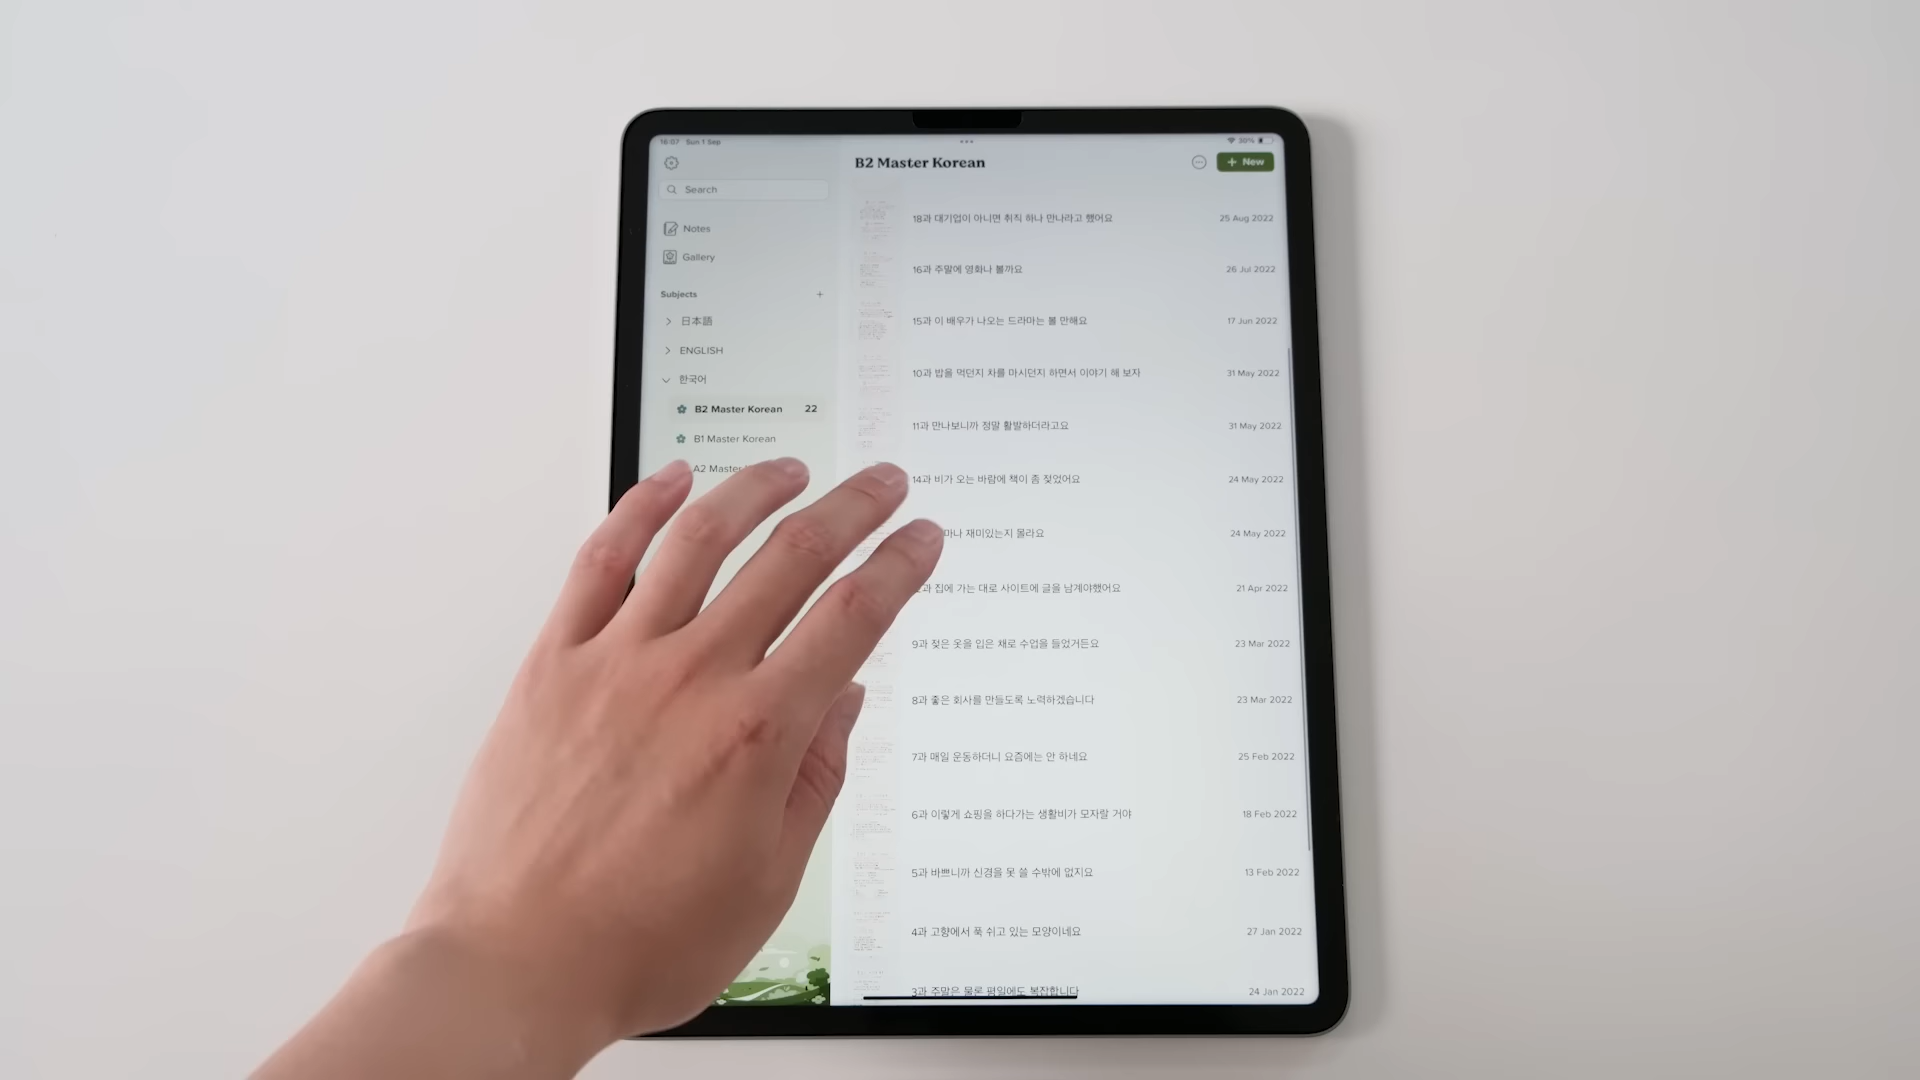 16:07 Sun 1 Sep
30%
B2 Master Korean
New
Search
Notes
Gallery
Subjects
日本語
ENGLISH
한국어
B2 Master Korean 22
B1 Master Korean
A2 Master
18과 대기업이 아니면 취직 하나 만나라고 했어요 25 Aug 2022
16과 주말에 영화나 볼까요 26 Jul 2022
15과 이 배우가 나오는 드라마는 볼 만해요 17 Jun 2022
10과 밥을 먹던지 차를 마시던지 하면서 이야기 해 보자 31 May 2022
11과 만나보니까 정말 활발하더라고요 31 May 2022
14과 비가 오는 바람에 책이 좀 젖었어요 24 May 2022
마나 재미있는지 몰라요 24 May 2022
과 집에 가는 대로 사이트에 글을 남겨야했어요 21 Apr 2022
9과 젖은 옷을 입은 채로 수업을 들었거든요 23 Mar 2022
8과 좋은 회사를 만들도록 노력하겠습니다 23 Mar 2022
7과 매일 운동하더니 요즘에는 안 하네요 25 Feb 2022
6과 이렇게 쇼핑을 하다가는 생활비가 모자랄 거야 18 Feb 2022
5과 바쁘니까 신경을 못 쓸 수밖에 없지요 13 Feb 2022
4과 고향에서 푹 쉬고 있는 모양이네요 27 Jan 2022
3과 주말은 물론 평일에도 복잡합니다 24 Jan 2022